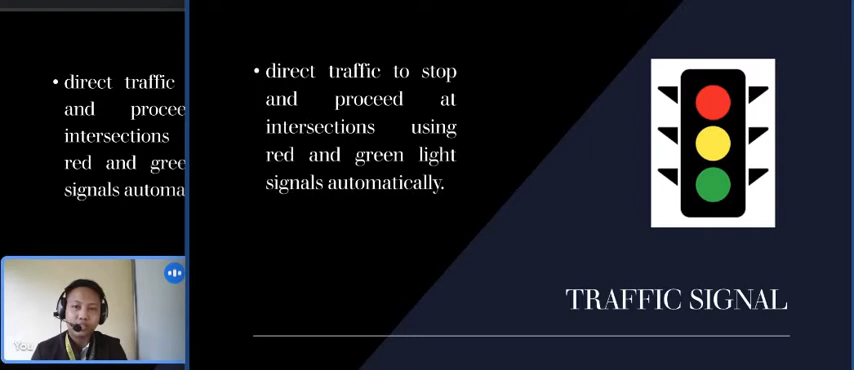 • direct traffic
and procee
intersections
red and gree
signals automa
You
• direct traffic to stop
and proceed at
intersections using
red and green light
signals automatically.
TRAFFIC SIGNAL